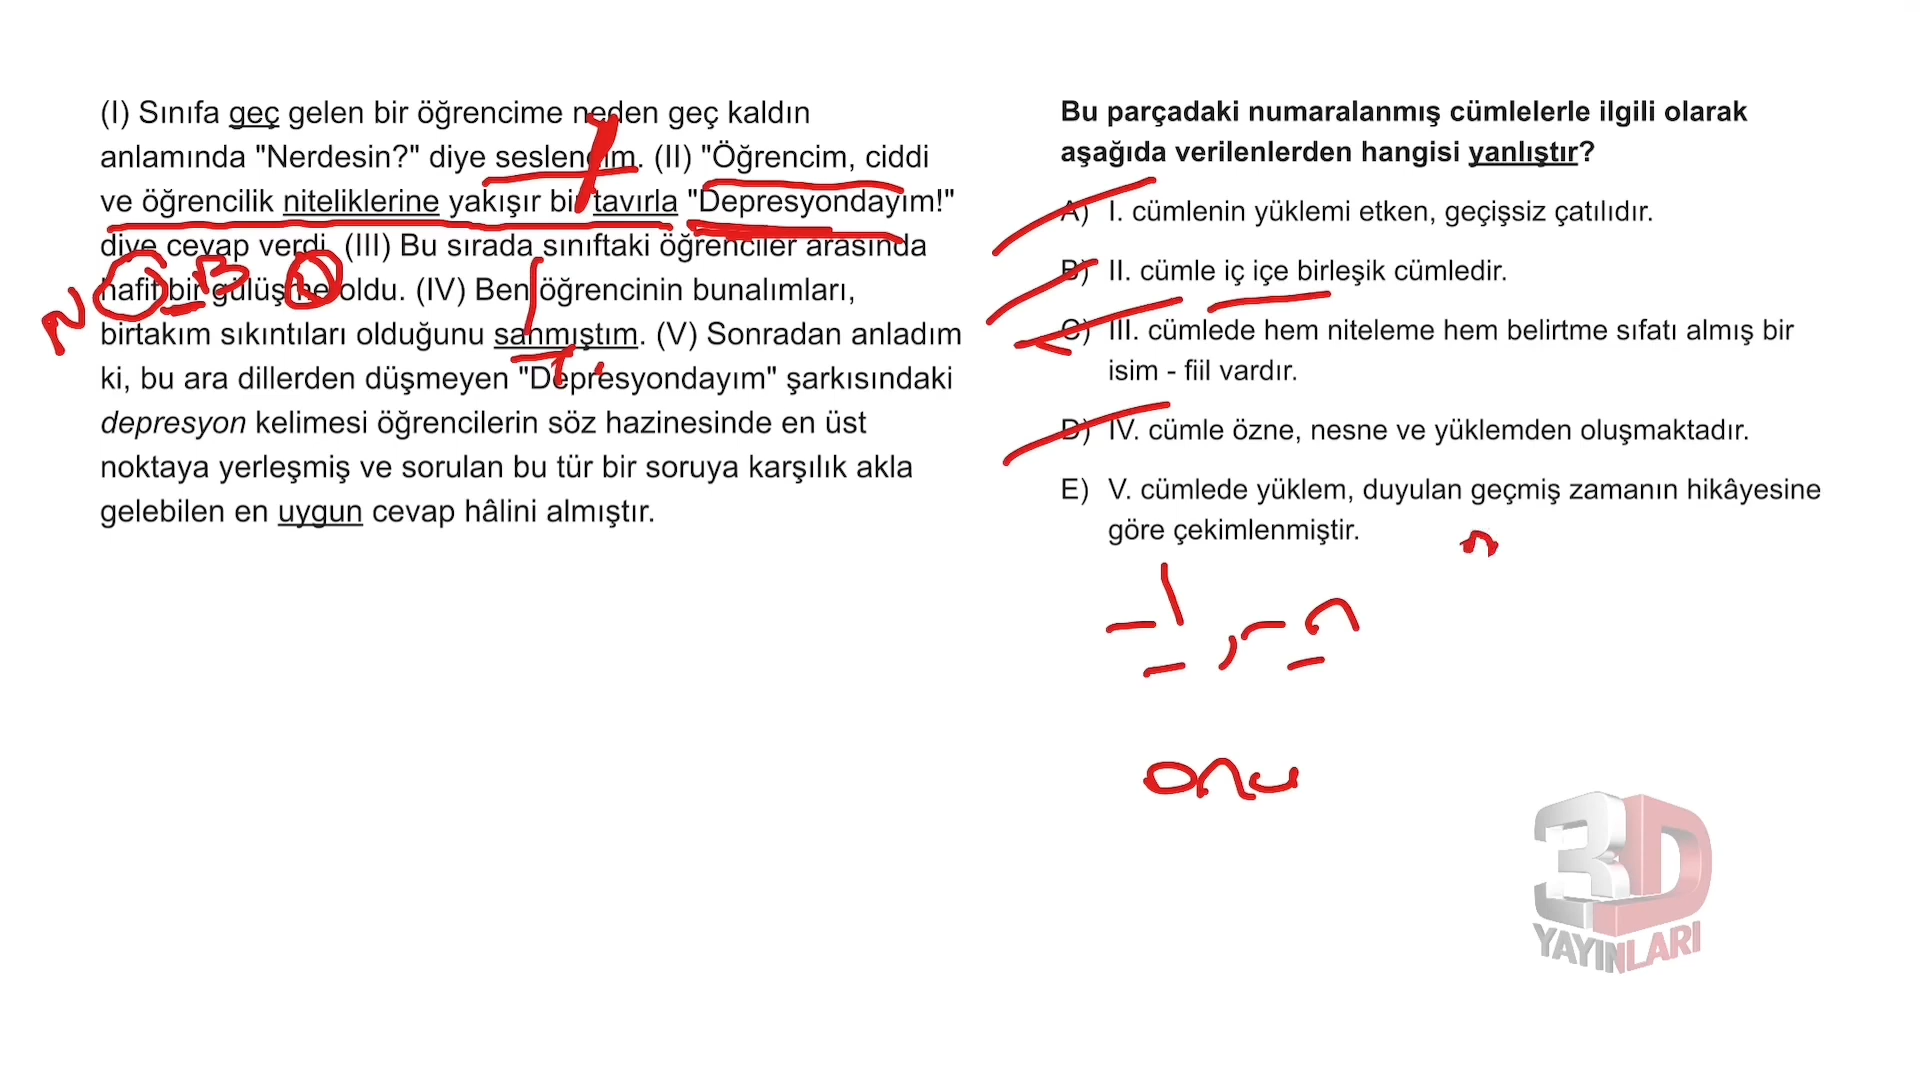 (I) Sınıfa geç gelen bir öğrencime neden geç kaldın
anlamında "Nerdesin?" diye seslendim. (II) "Öğrencim, ciddi
ve öğrencilik niteliklerine yakışır bir tavırla "Depresyondayım!"
diye cevap verdi. (III) Bu sırada sınıftaki öğrenciler arasında
hafif bir gülüşme oldu. (IV) Ben öğrencinin bunalımları,
birtakım sıkıntıları olduğunu sanmıştım. (V) Sonradan anladım
ki, bu ara dillerden düşmeyen "Depresyondayım" şarkısındaki
depresyon kelimesi öğrencilerin söz hazinesinde en üst
noktaya yerleşmiş ve sorulan bu tür bir soruya karşılık akla
gelebilen en uygun cevap hâlini almıştır.
N B
Bu parçadaki numaralanmış cümlelerle ilgili olarak
aşağıda verilenlerden hangisi yanlıştır?
A) I. cümlenin yüklemi etken, geçişsiz çatılıdır.
B) II. cümle iç içe birleşik cümledir.
C) III. cümlede hem niteleme hem belirtme sıfatı almış bir
isim - fiil vardır.
D) IV. cümle özne, nesne ve yüklemden oluşmaktadır.
E) V. cümlede yüklem, duyulan geçmiş zamanın hikâyesine
göre çekimlenmiştir.
onu
3D
YAYINLARI